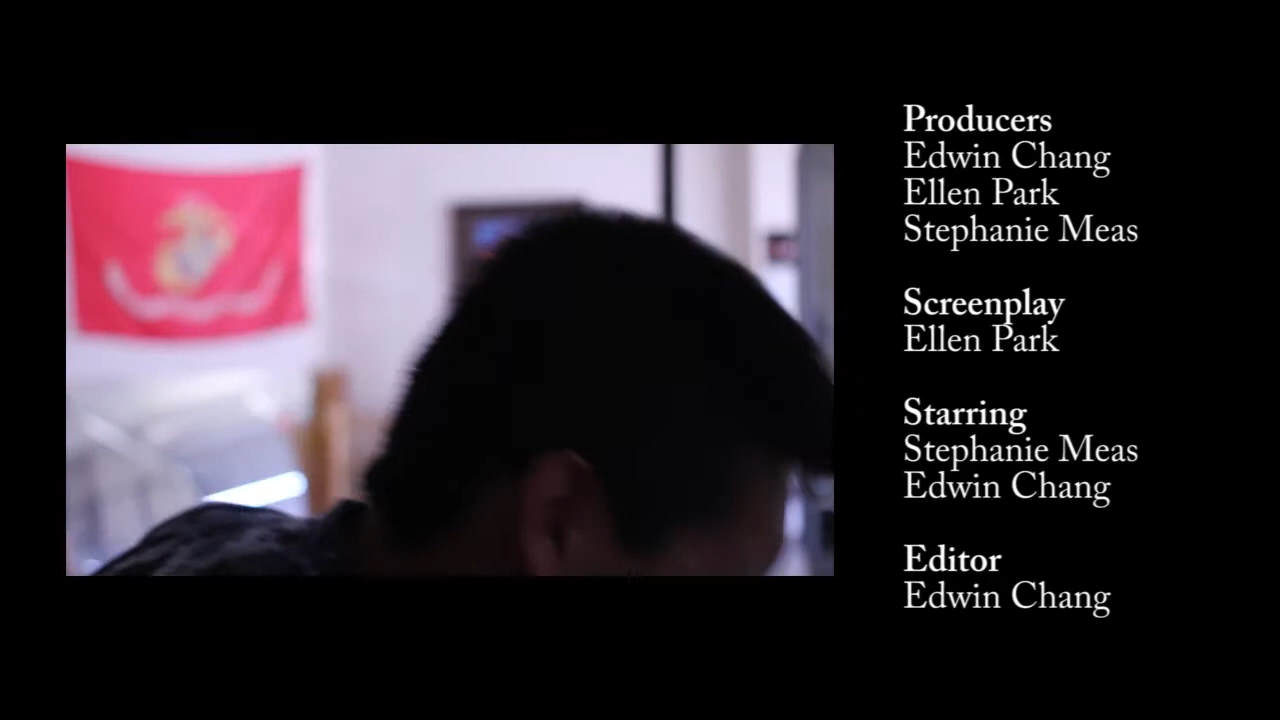 Producers
Edwin Chang
Ellen Park
Stephanie Meas
Screenplay
Ellen Park
Starring
Stephanie Meas
Edwin Chang
Editor
Edwin Chang